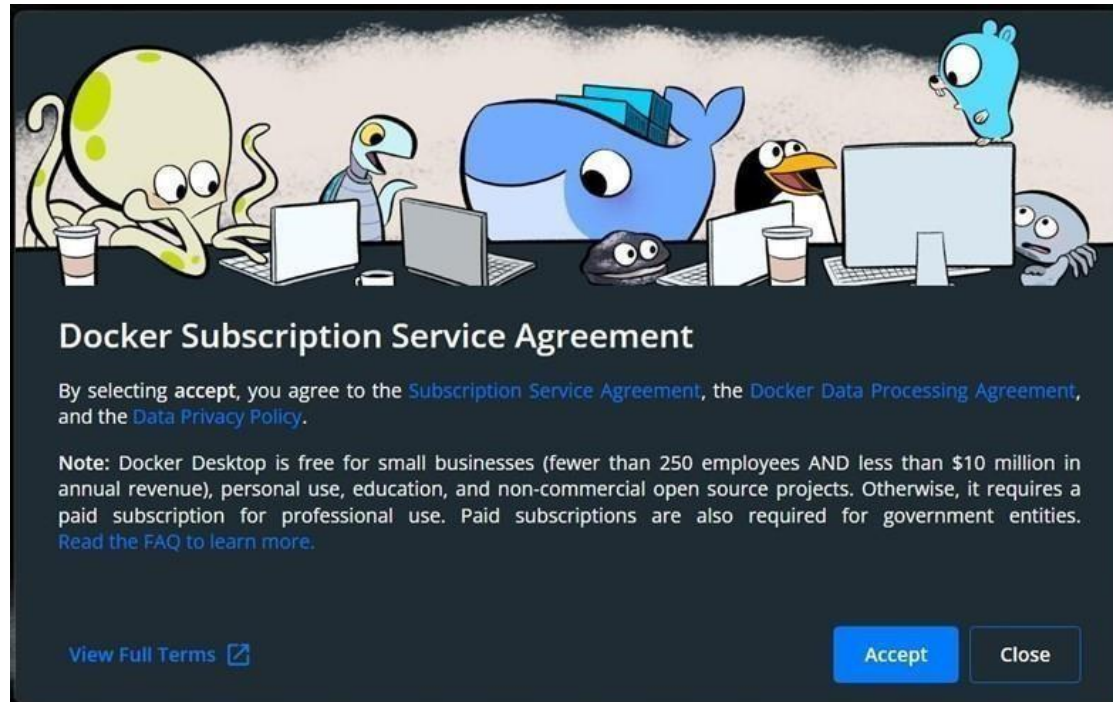 Docker Subscription Service Agreement
By selecting accept, you agree to the Subscription Service Agreement, the Docker Data Processing Agreement,
and the Data Privacy Policy.
Note: Docker Desktop is free for small businesses (fewer than 250 employees AND less than $10 million in
annual revenue), personal use, education, and non-commercial open source projects. Otherwise, it requires a
paid subscription for professional use. Paid subscriptions are also required for government entities.
Read the FAQ to learn more.
View Full Terms
Accept
Close